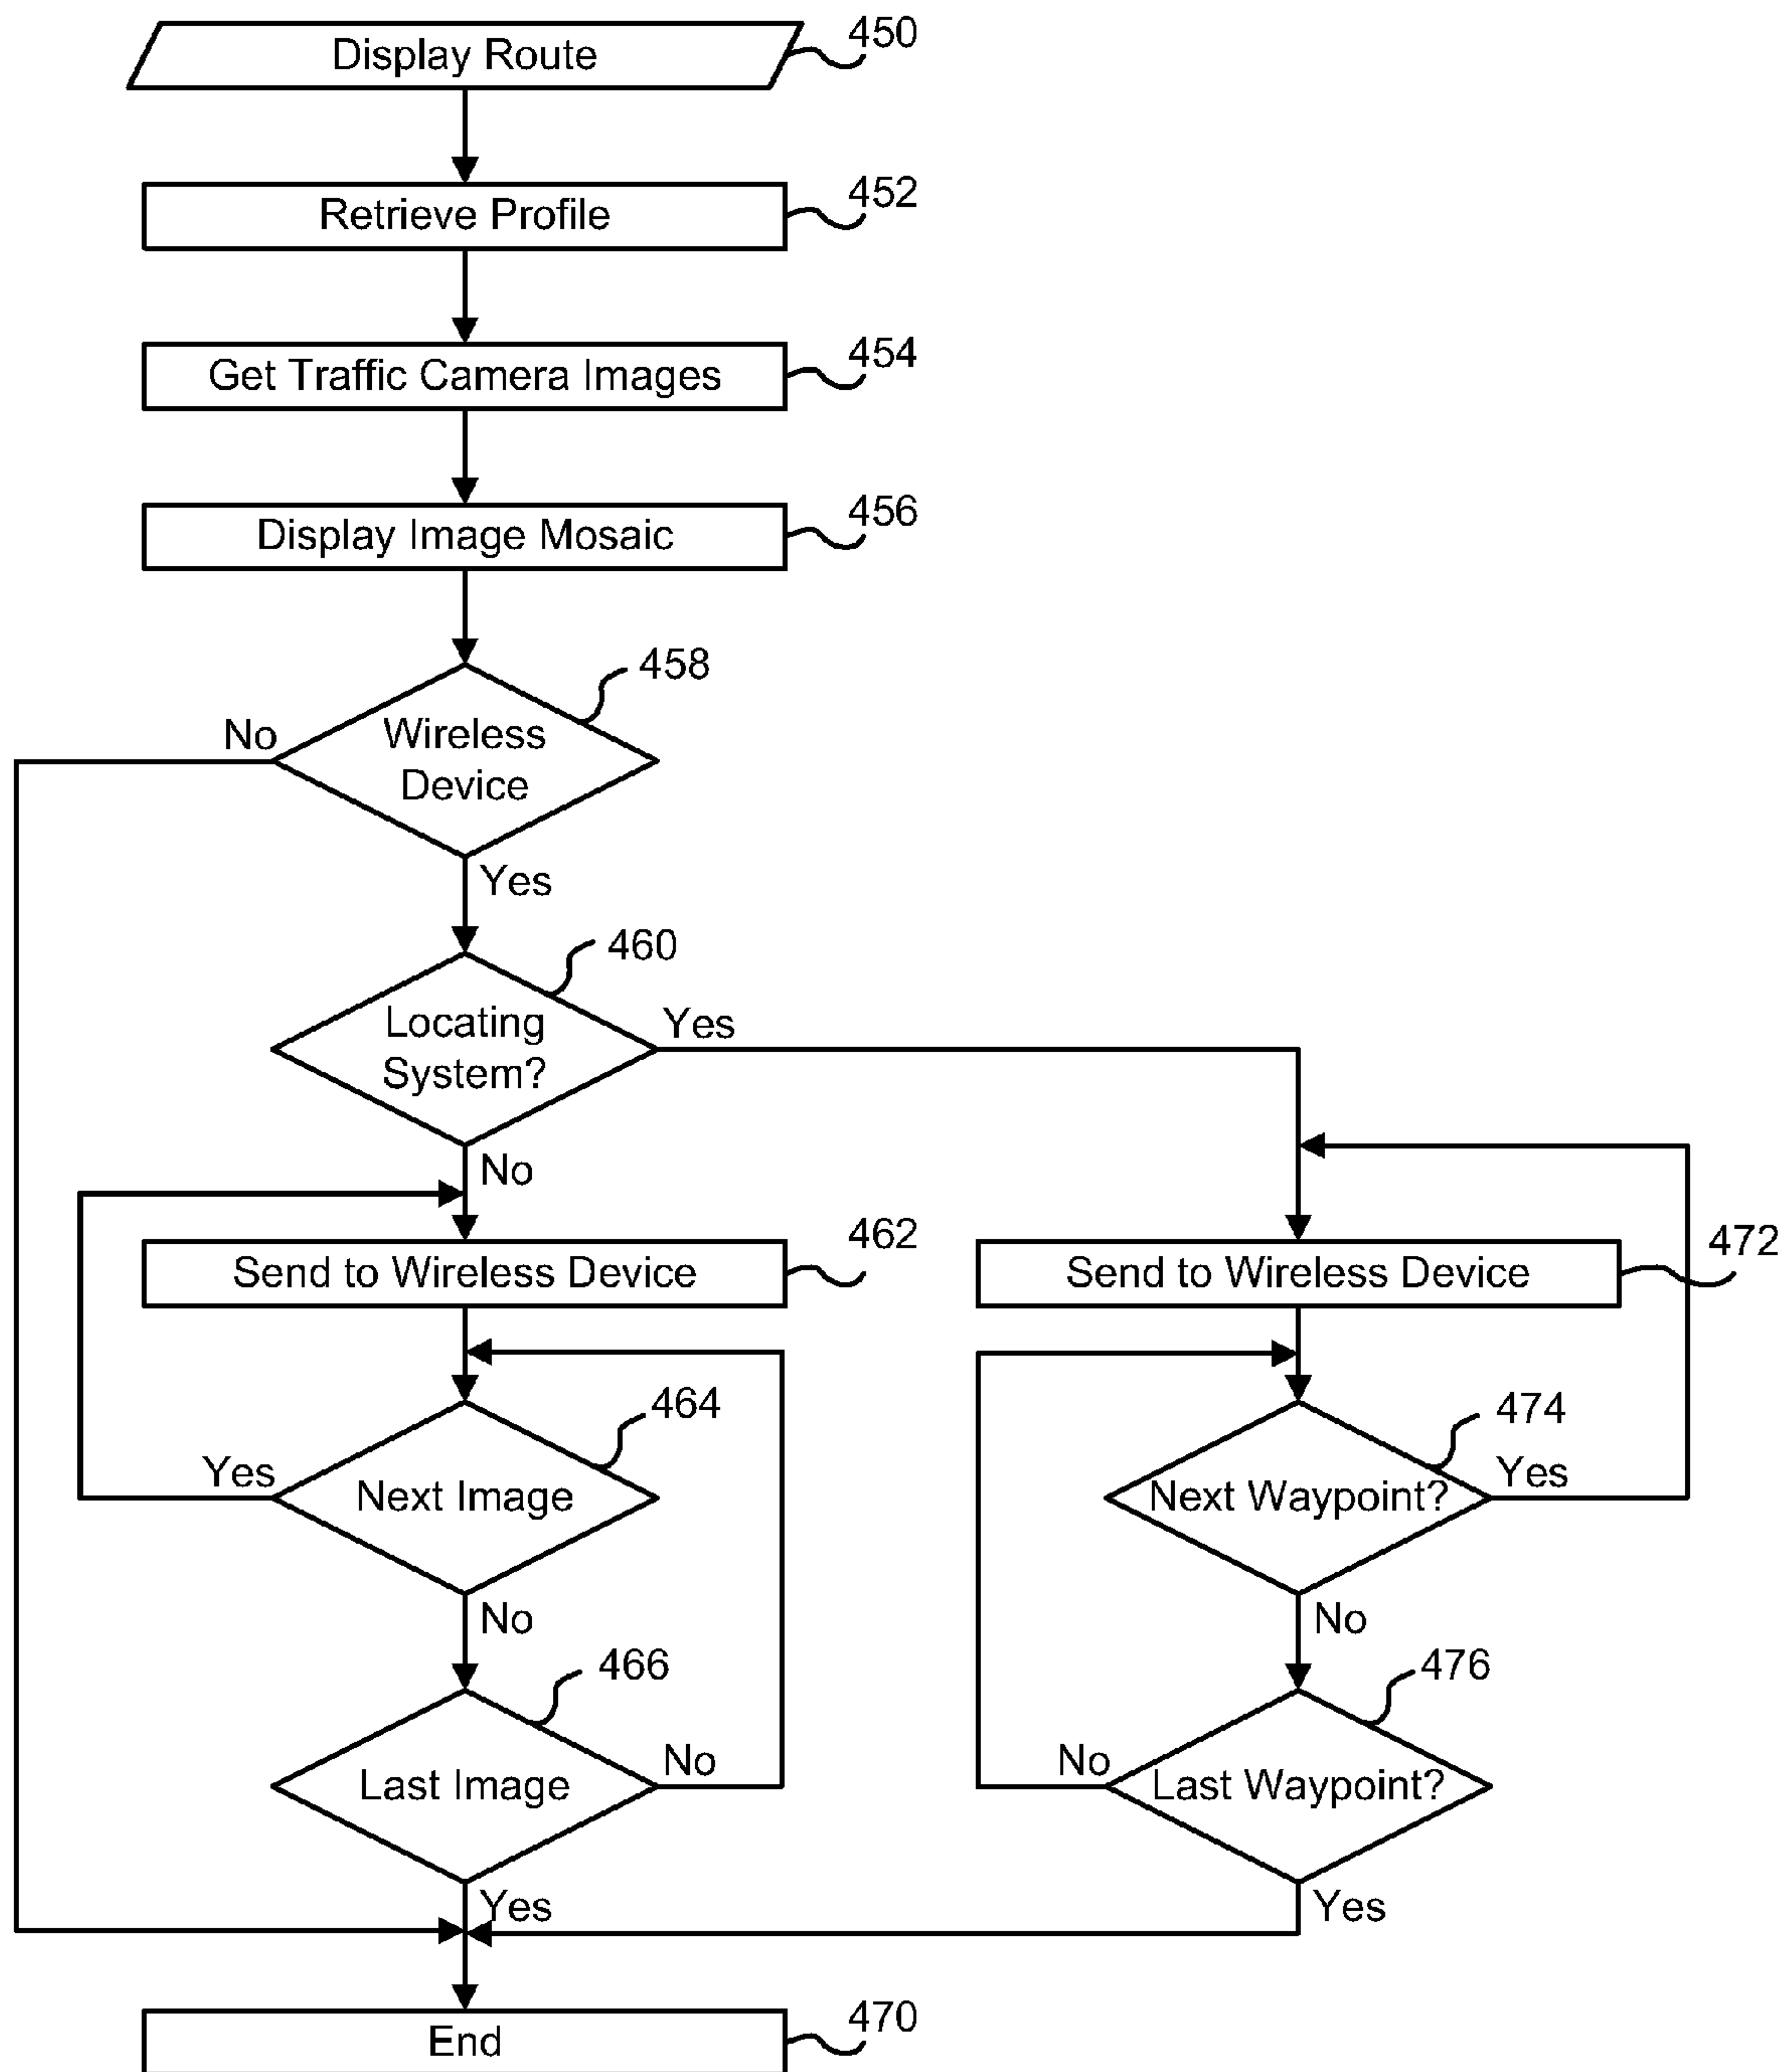 Display Route
450
Retrieve Profile
452
Get Traffic Camera Images
454
Display Image Mosaic
456
458
No
Wireless
Device
Yes
460
Locating
System?
Yes
No
Send to Wireless Device
462
Send to Wireless Device
472
464
Yes
Next Image
474
Next Waypoint?
Yes
No
No
466
Last Image
No
476
No
Last Waypoint?
Yes
Yes
End
470